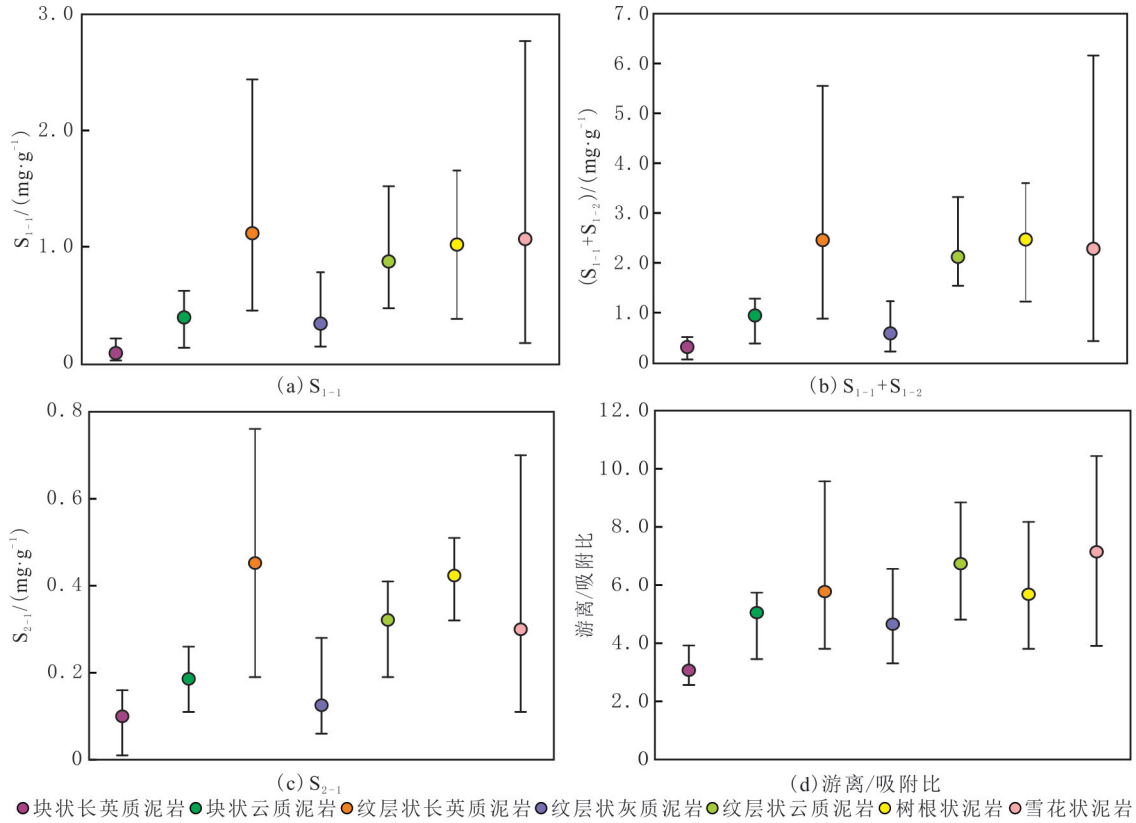 3.0
2.0
1.0
0
S₁₋₁/(mg·g⁻¹)
(a) S₁₋₁
7.0
6.0
5.0
4.0
3.0
2.0
1.0
0
(S₁₋₁+S₁₋₂)/(mg·g⁻¹)
(b) S₁₋₁+S₁₋₂
0.8
0.6
0.4
0.2
0
S₂₋₁/(mg·g⁻¹)
(c) S₂₋₁
12.0
10.0
8.0
6.0
4.0
2.0
0
游离/吸附比
(d)游离/吸附比
块状长英质泥岩 块状云质泥岩 纹层状长英质泥岩 纹层状灰质泥岩 纹层状云质泥岩 树根状泥岩 雪花状泥岩